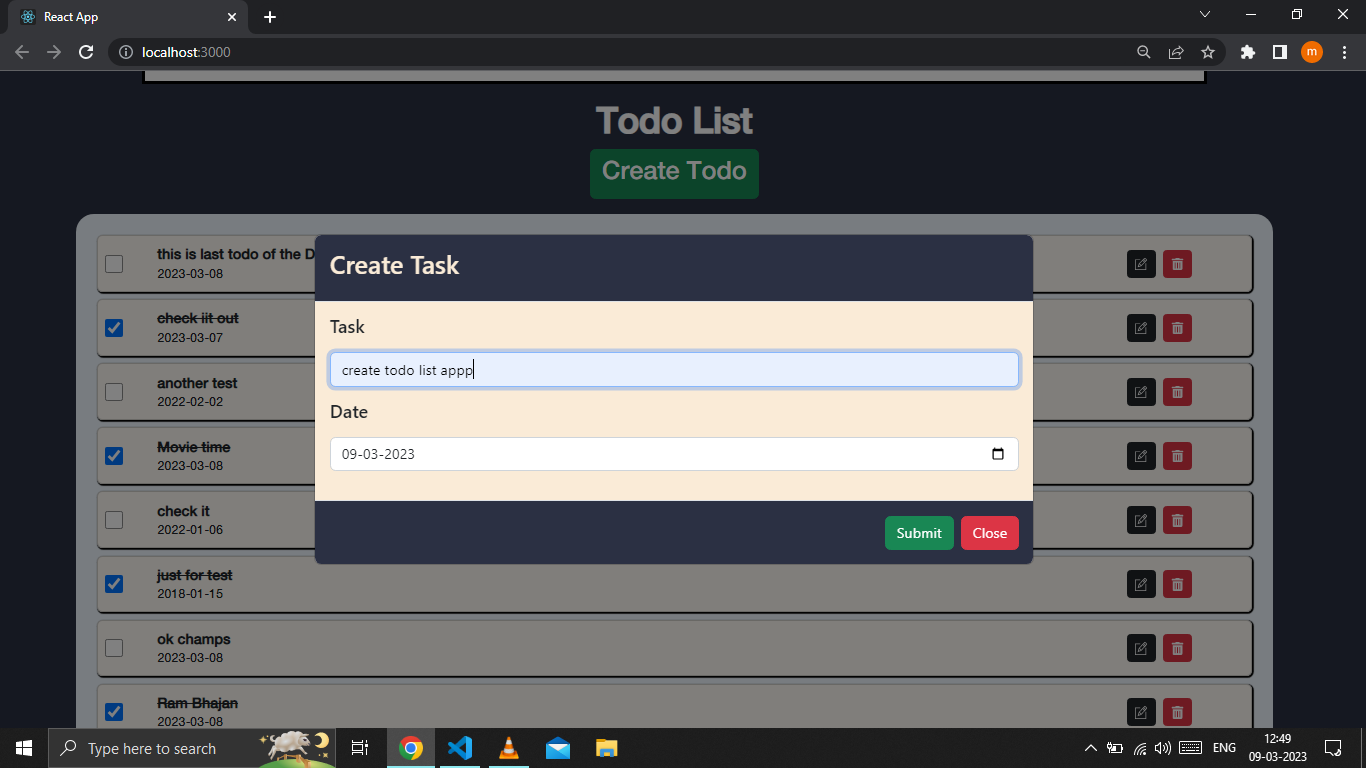 React App
localhost:3000
m
Todo List
Create Todo
this is last todo of the D
2023-03-08
Create Task
Task
create todo list appp
Date
09-03-2023
Submit
Close
check iit out
2023-03-07
another test
2022-02-02
Movie time
2023-03-08
check it
2022-01-06
just for test
2018-01-15
ok champs
2023-03-08
Ram Bhajan
2023-03-08
Type here to search
ENG
12:49
09-03-2023